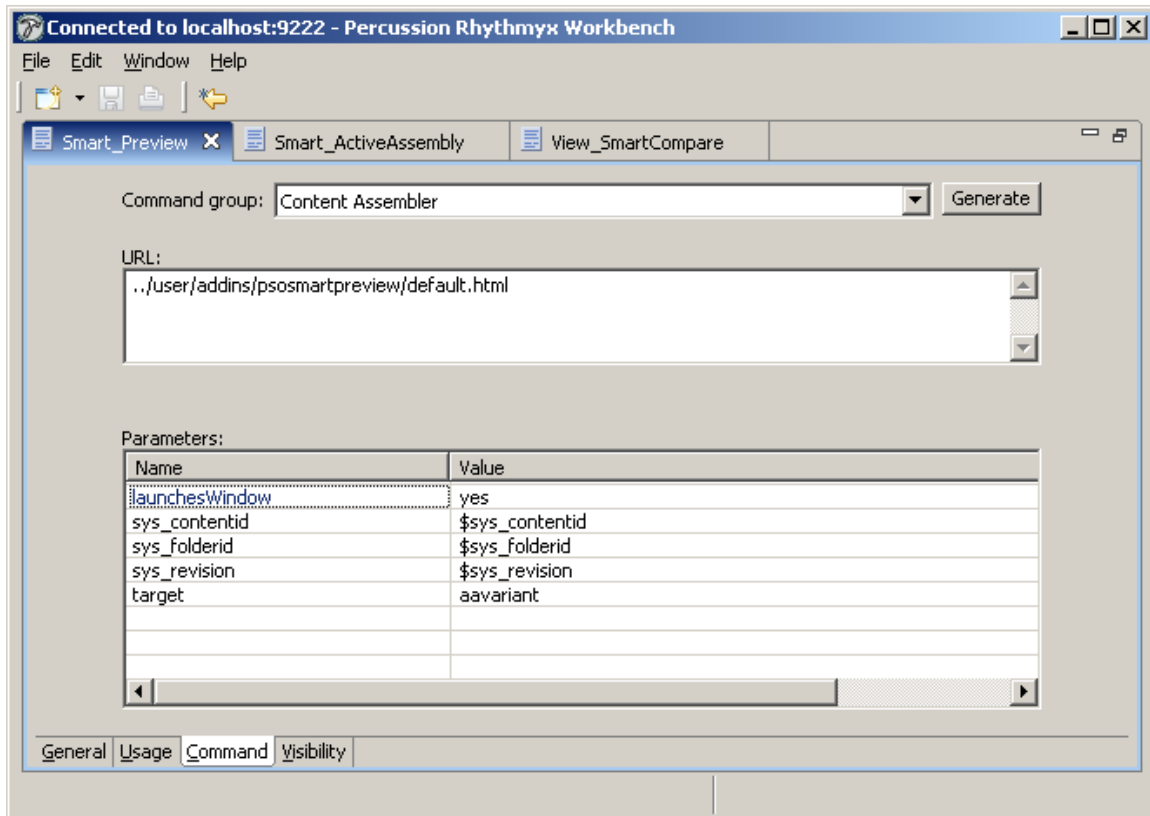 Connected to localhost:9222 - Percussion Rhythmyx Workbench
File Edit Window Help
Smart_Preview Smart_ActiveAssembly View_SmartCompare
Command group: Content Assembler Generate
URL:
../user/addins/psosmartpreview/default.html
Parameters:
Name Value
launchesWindow yes
sys_contentid $sys_contentid
sys_folderid $sys_folderid
sys_revision $sys_revision
target aavariant
General Usage Command Visibility